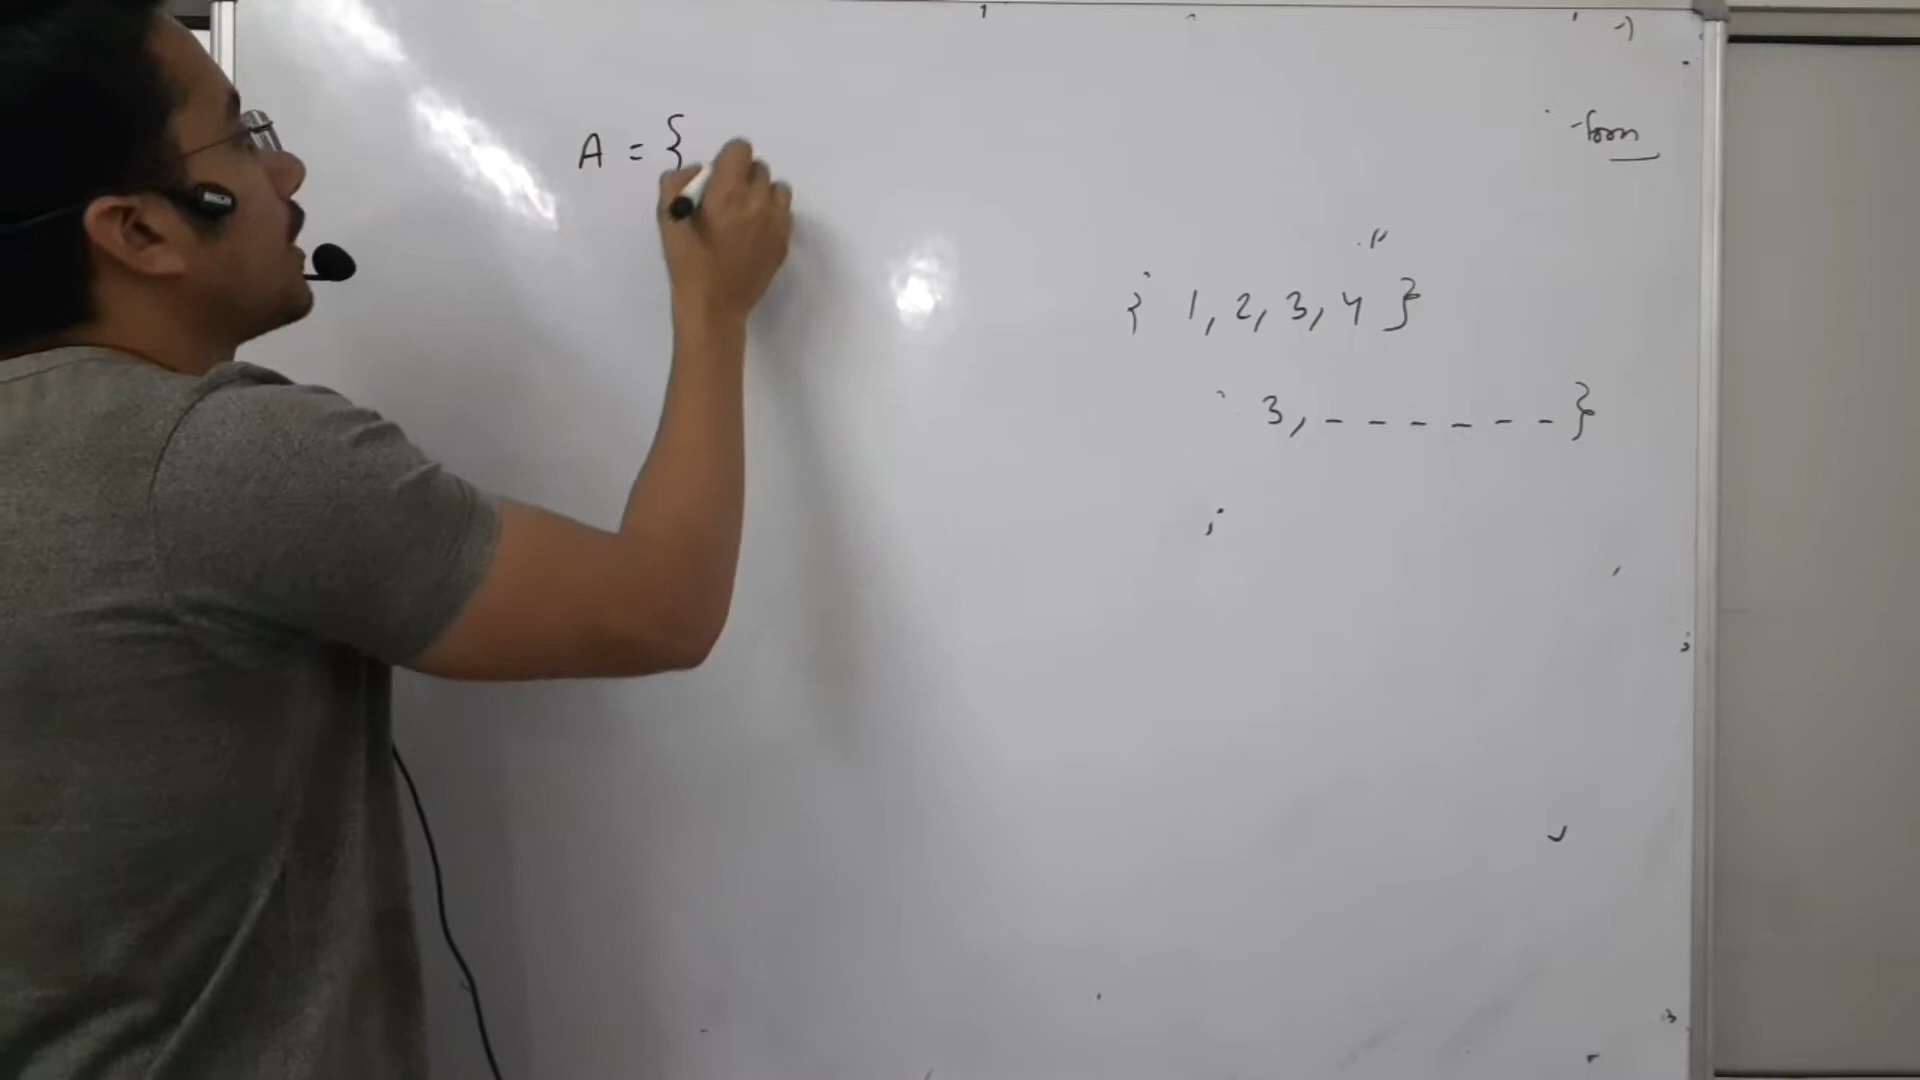 A = {
-form
{ 1, 2, 3, 4 }
3, _ _ _ _ _ _ }